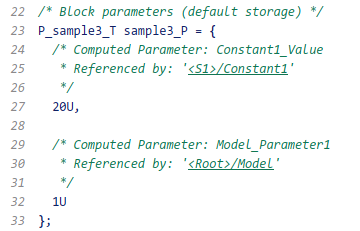 22 /* Block parameters (default storage) */
23 P_sample3_T sample3_P = {
24   /* Computed Parameter: Constant1_Value
25    * Referenced by: '<S1>/Constant1'
26    */
27   20U,
28
29   /* Computed Parameter: Model_Parameter1
30    * Referenced by: '<Root>/Model'
31    */
32   1U
33 };